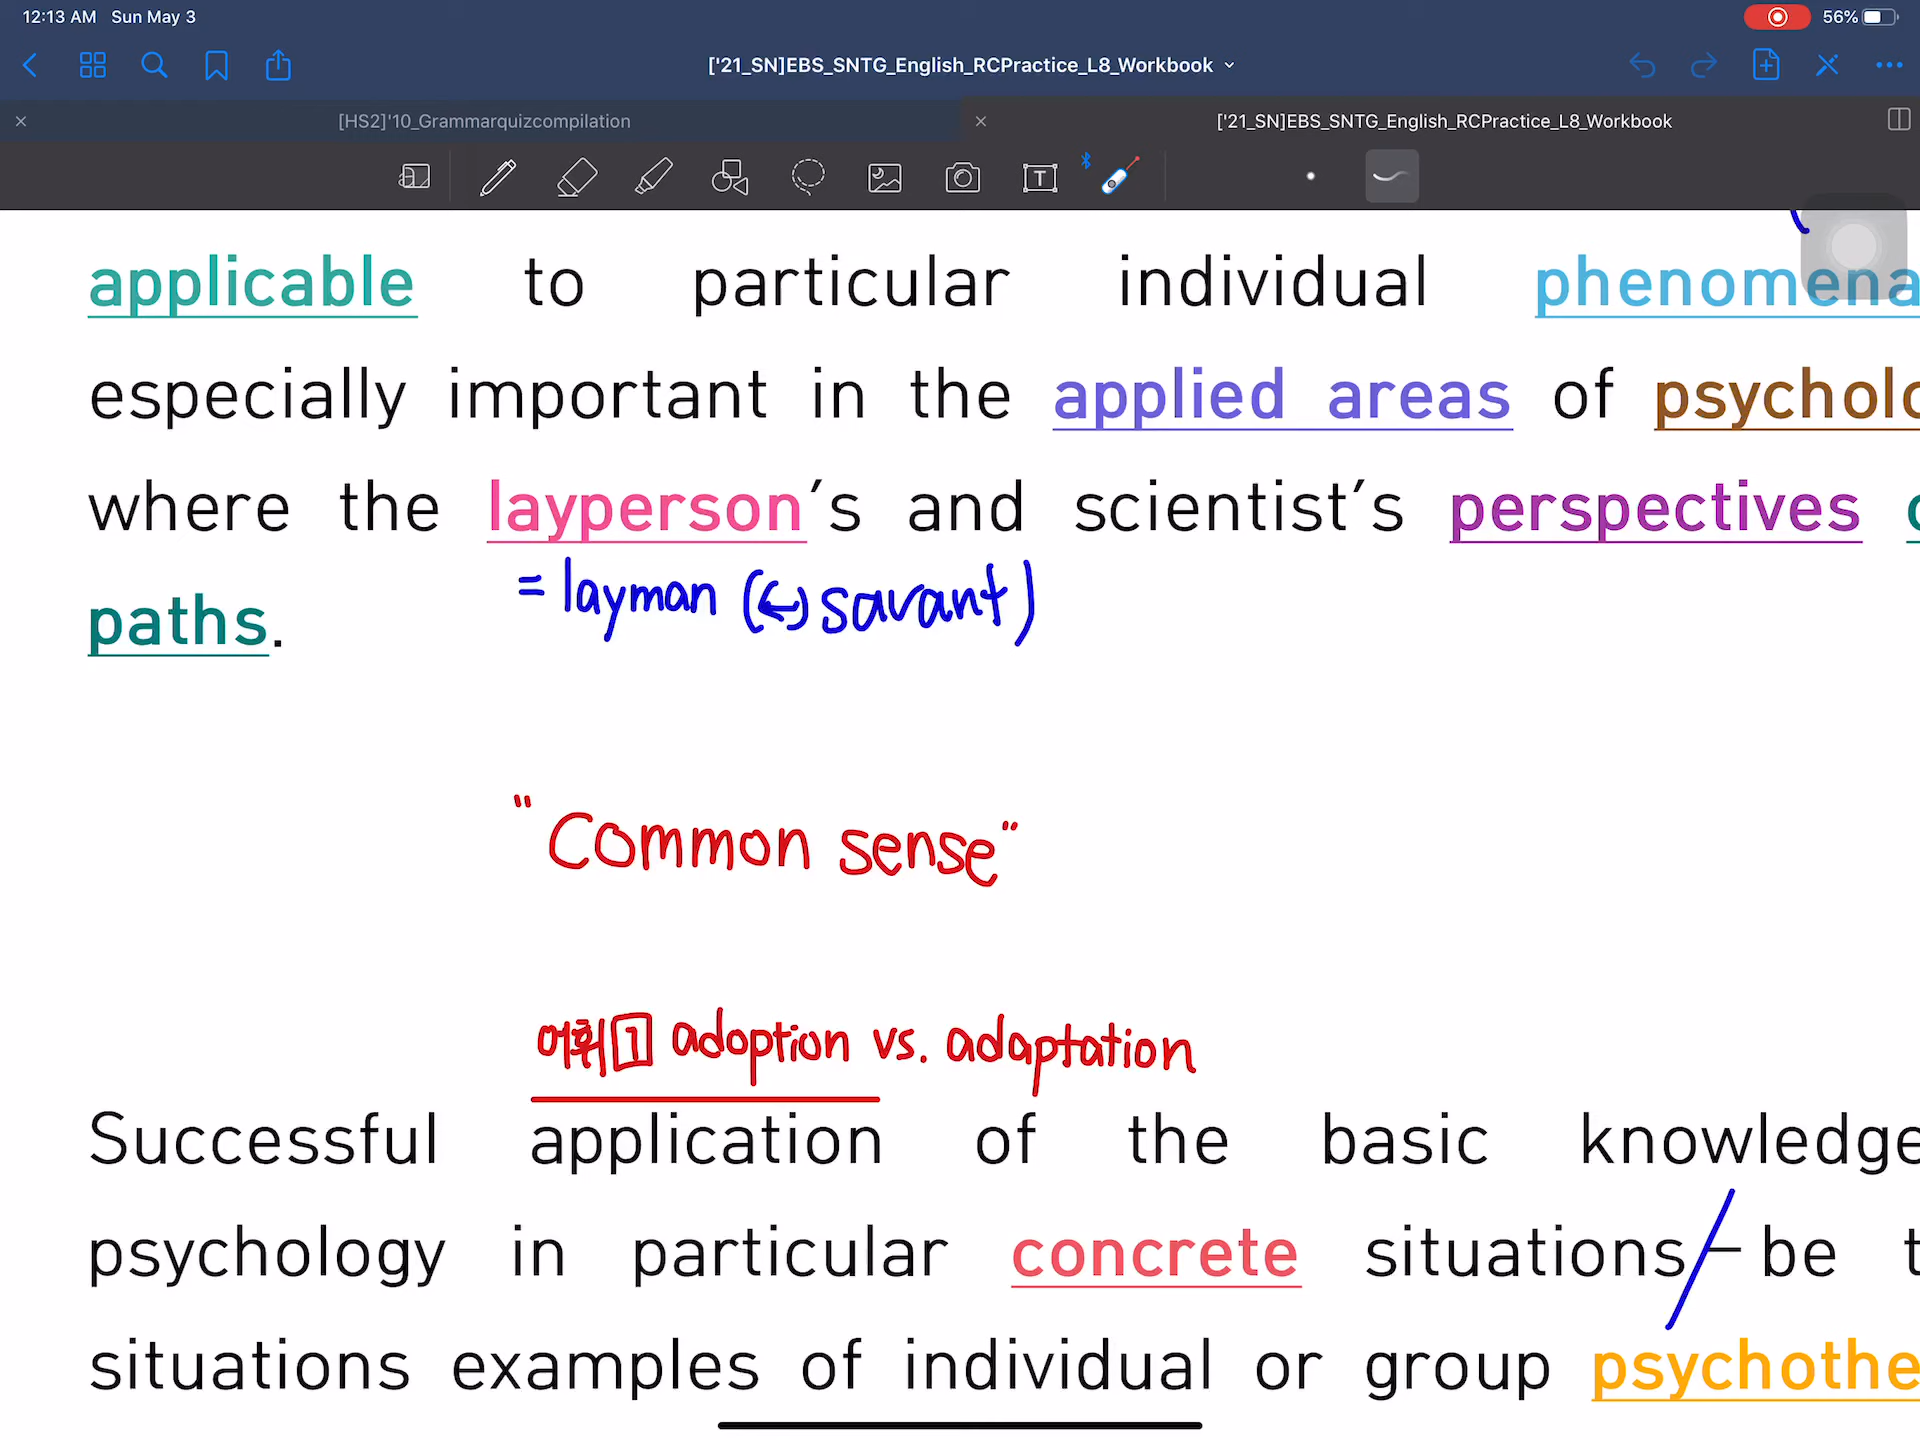 12:13 AM Sun May 3
56%
['21_SN]EBS_SNTG_English_RCPractice_L8_Workbook
[HS2]'10_Grammarquizcompilation
['21_SN]EBS_SNTG_English_RCPractice_L8_Workbook
applicable to particular individual phenomena
especially important in the applied areas of psycholo
where the layperson's and scientist's perspectives
= layman (↔ savant)
paths.
"Common sense"
어휘 1 adoption vs. adaptation
Successful application of the basic knowledge
psychology in particular concrete situations – be t
situations examples of individual or group psychothe